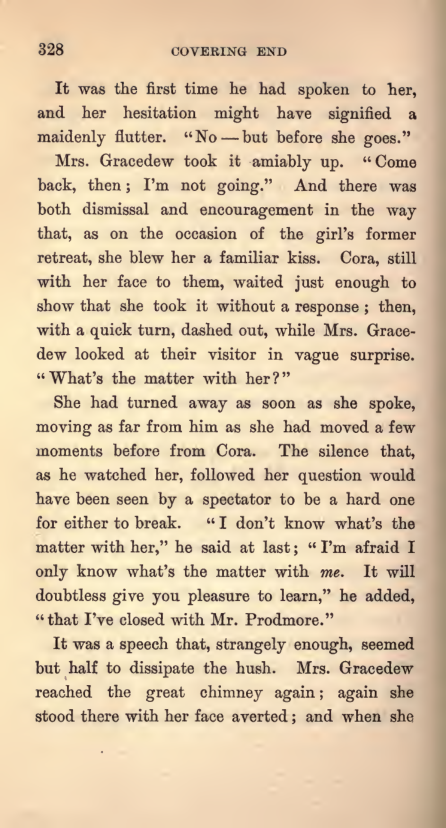 328 COVERING END
It was the first time he had spoken to her,
and her hesitation might have signified a
maidenly flutter. “No — but before she goes.”
Mrs. Gracedew took it amiably up. “Come
back, then; I’m not going.” And there was
both dismissal and encouragement in the way
that, as on the occasion of the girl’s former
retreat, she blew her a familiar kiss. Cora, still
with her face to them, waited just enough to
show that she took it without a response; then,
with a quick turn, dashed out, while Mrs. Grace-
dew looked at their visitor in vague surprise.
“What’s the matter with her?”
She had turned away as soon as she spoke,
moving as far from him as she had moved a few
moments before from Cora. The silence that,
as he watched her, followed her question would
have been seen by a spectator to be a hard one
for either to break. “I don’t know what’s the
matter with her,” he said at last; “I’m afraid I
only know what’s the matter with me. It will
doubtless give you pleasure to learn,” he added,
“that I’ve closed with Mr. Prodmore.”
It was a speech that, strangely enough, seemed
but half to dissipate the hush. Mrs. Gracedew
reached the great chimney again; again she
stood there with her face averted; and when she